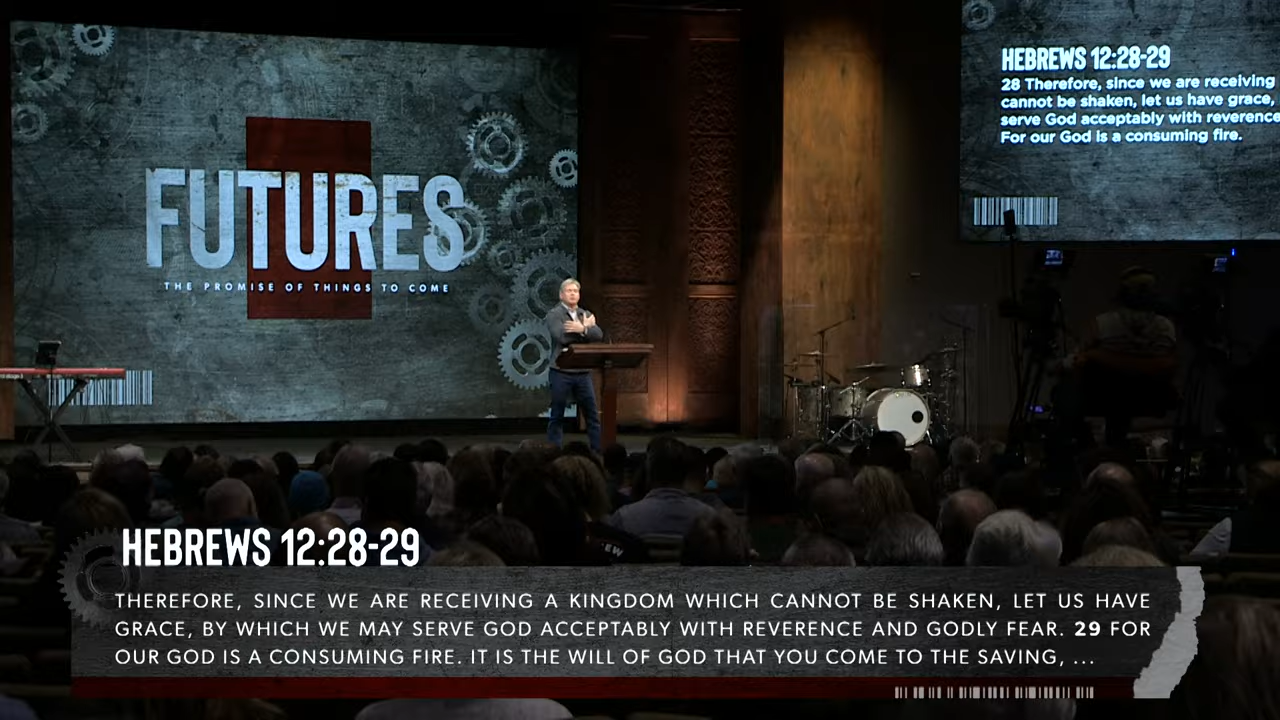 FUTURES
THE PROMISE OF THINGS TO COME
HEBREWS 12:28-29
28 Therefore, since we are receiving
cannot be shaken, let us have grace,
serve God acceptably with reverence
For our God is a consuming fire.
EW
HEBREWS 12:28-29
THEREFORE, SINCE WE ARE RECEIVING A KINGDOM WHICH CANNOT BE SHAKEN, LET US HAVE
GRACE, BY WHICH WE MAY SERVE GOD ACCEPTABLY WITH REVERENCE AND GODLY FEAR. 29 FOR
OUR GOD IS A CONSUMING FIRE. IT IS THE WILL OF GOD THAT YOU COME TO THE SAVING, ...